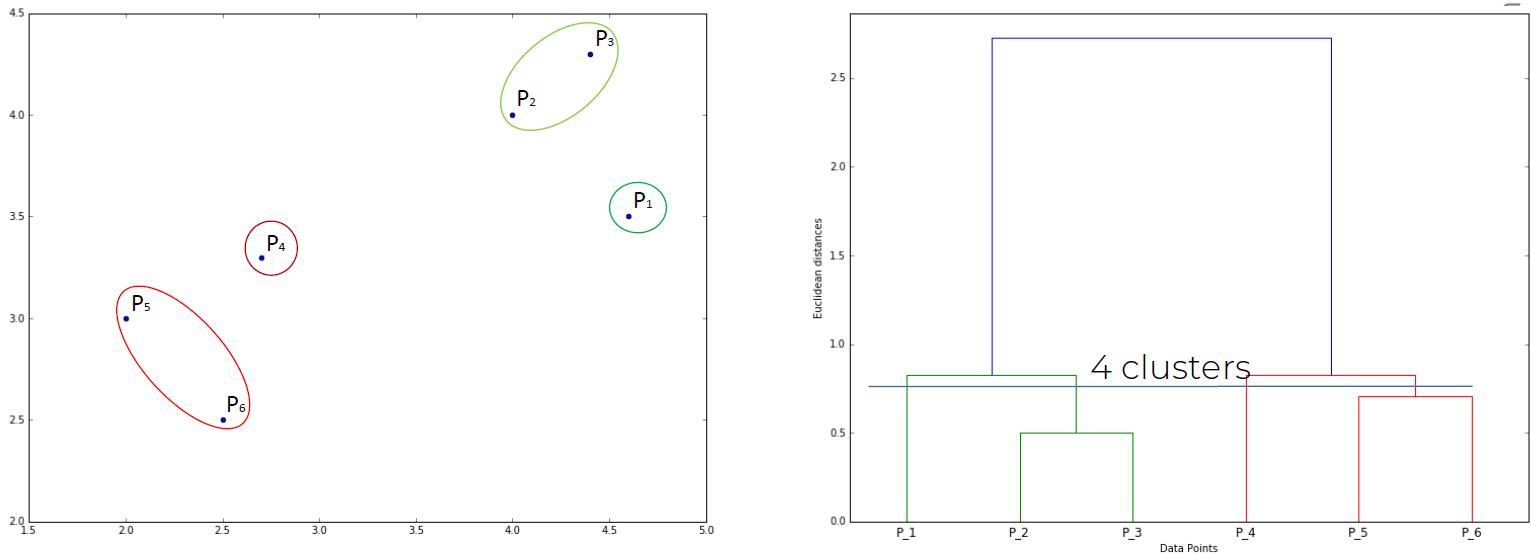 4.5
4.0
3.5
3.0
2.5
2.0
1.5 2.0 2.5 3.0 3.5 4.0 4.5 5.0
P3
P2
P1
P4
P5
P6
Euclidean distances
2.5
2.0
1.5
1.0
0.5
0.0
4 clusters
P_1 P_2 P_3 P_4 P_5 P_6
Data Points